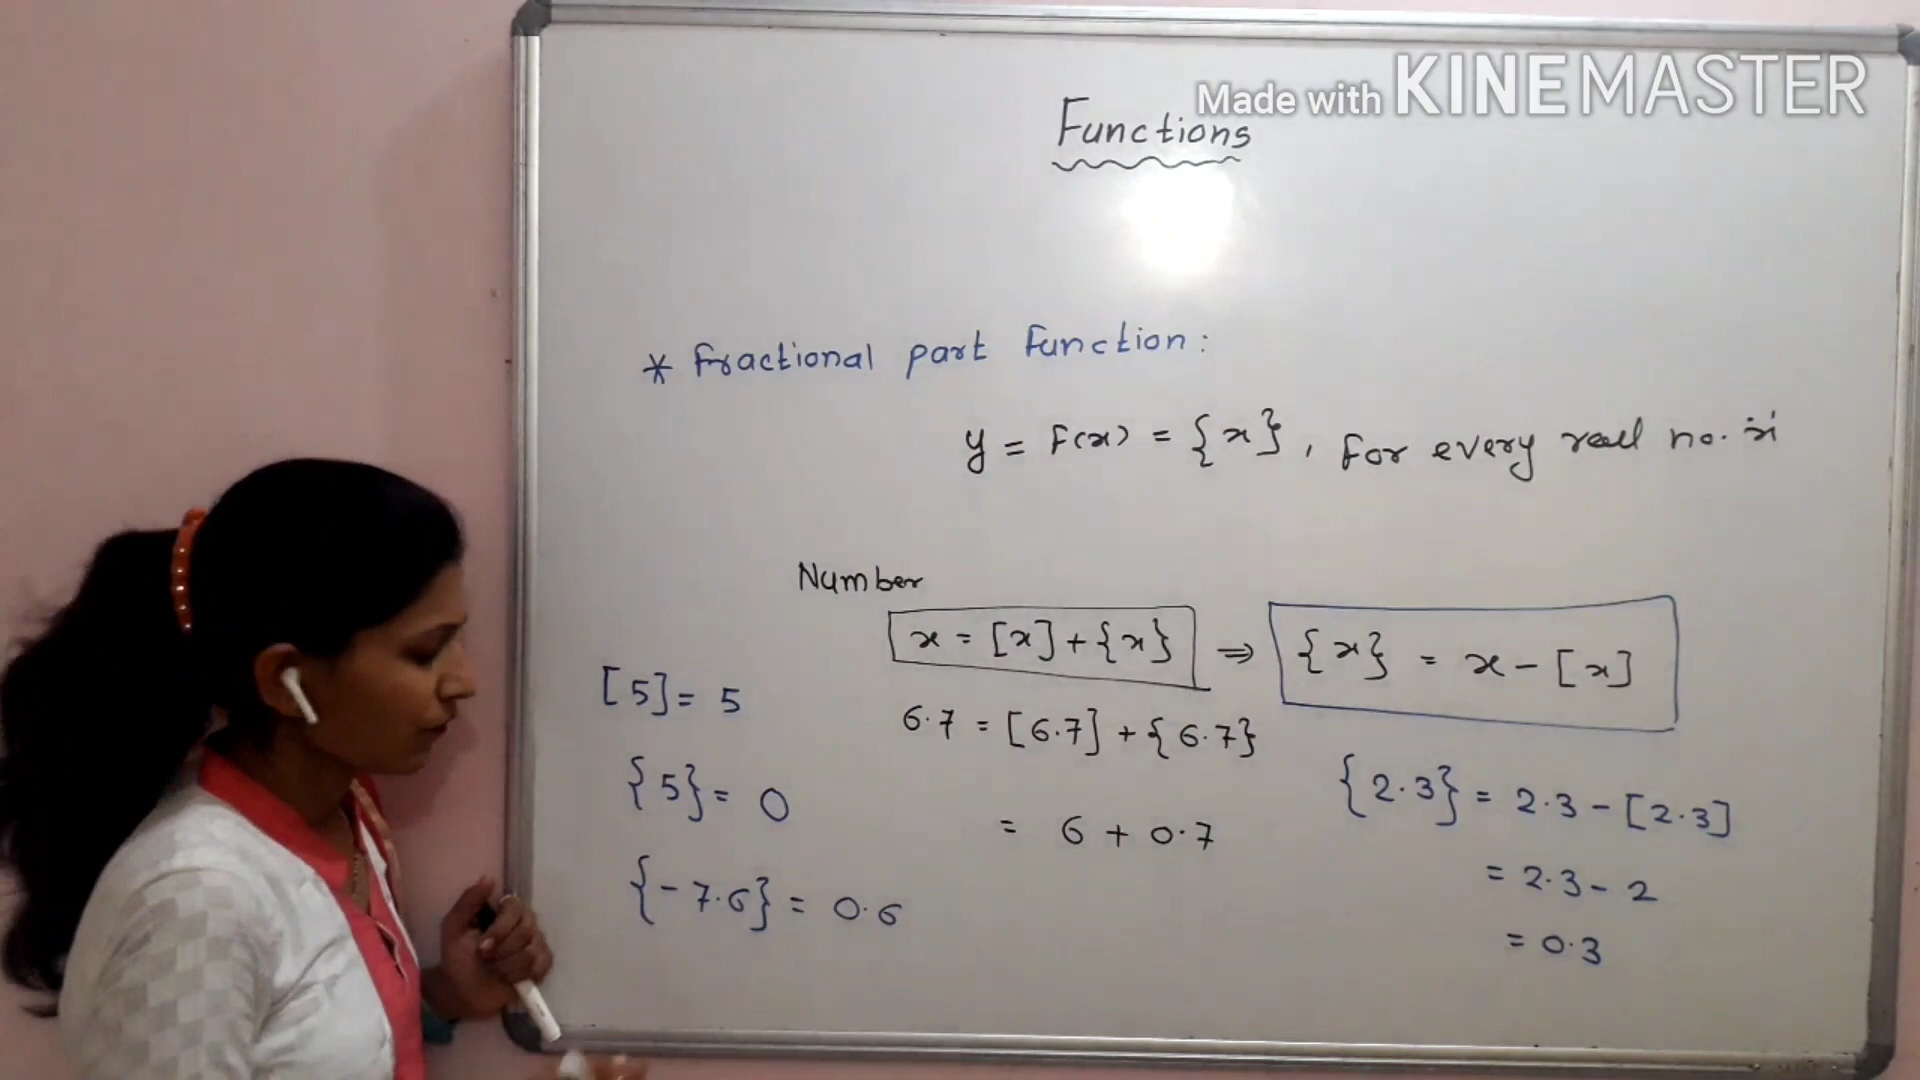 Made with KINEMASTER
Functions
* Fractional part Function:
y = F(x) = {x}, for every real no. 'x'
Number
x = [x] + {x} ⇒ {x} = x - [x]
[5] = 5
6.7 = [6.7] + {6.7}
{5} = 0
{2.3} = 2.3 - [2.3]
= 6 + 0.7
= 2.3 - 2
{-7.6} = 0.6
= 0.3